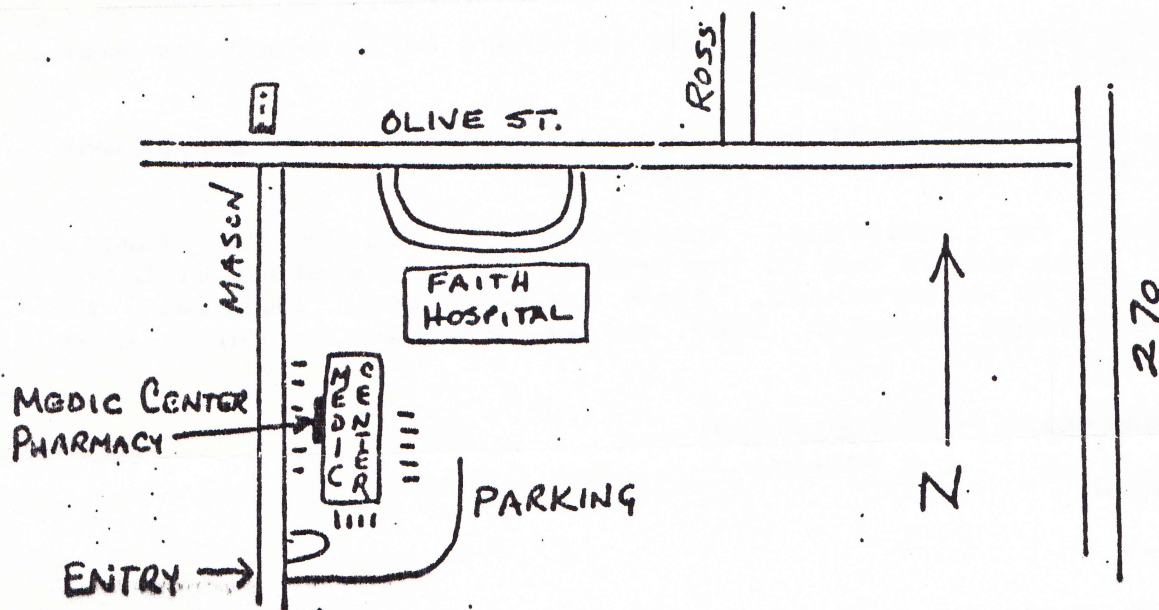 ROSS
OLIVE ST.
MASON
FAITH
HOSPITAL
270
MEDIC CENTER
PHARMACY
MEDIC
CENTER
N
PARKING
ENTRY